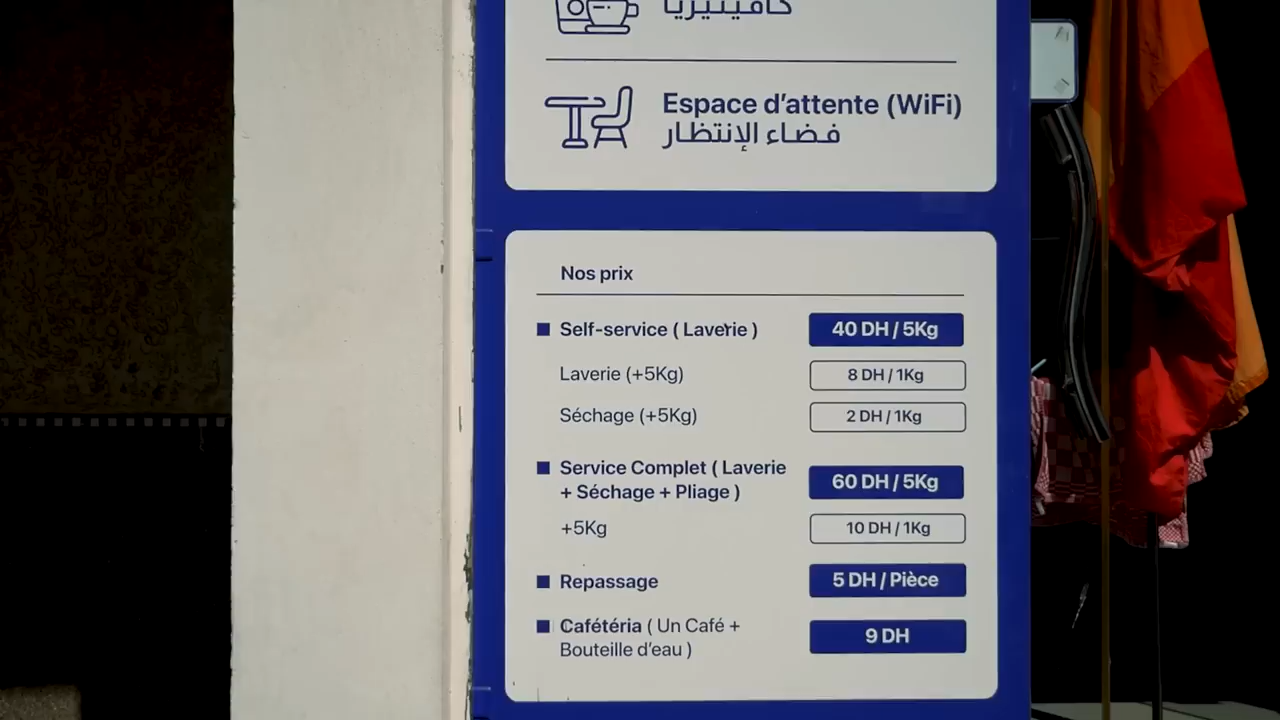 كافيتيريا
Espace d'attente (WiFi)
فضاء الإنتظار
Nos prix
Self-service ( Laverie ) 40 DH / 5Kg
Laverie (+5Kg) 8 DH / 1Kg
Séchage (+5Kg) 2 DH / 1Kg
Service Complet ( Laverie
+ Séchage + Pliage ) 60 DH / 5Kg
+5Kg 10 DH / 1Kg
Repassage 5 DH / Pièce
Cafétéria ( Un Café +
Bouteille d'eau ) 9 DH